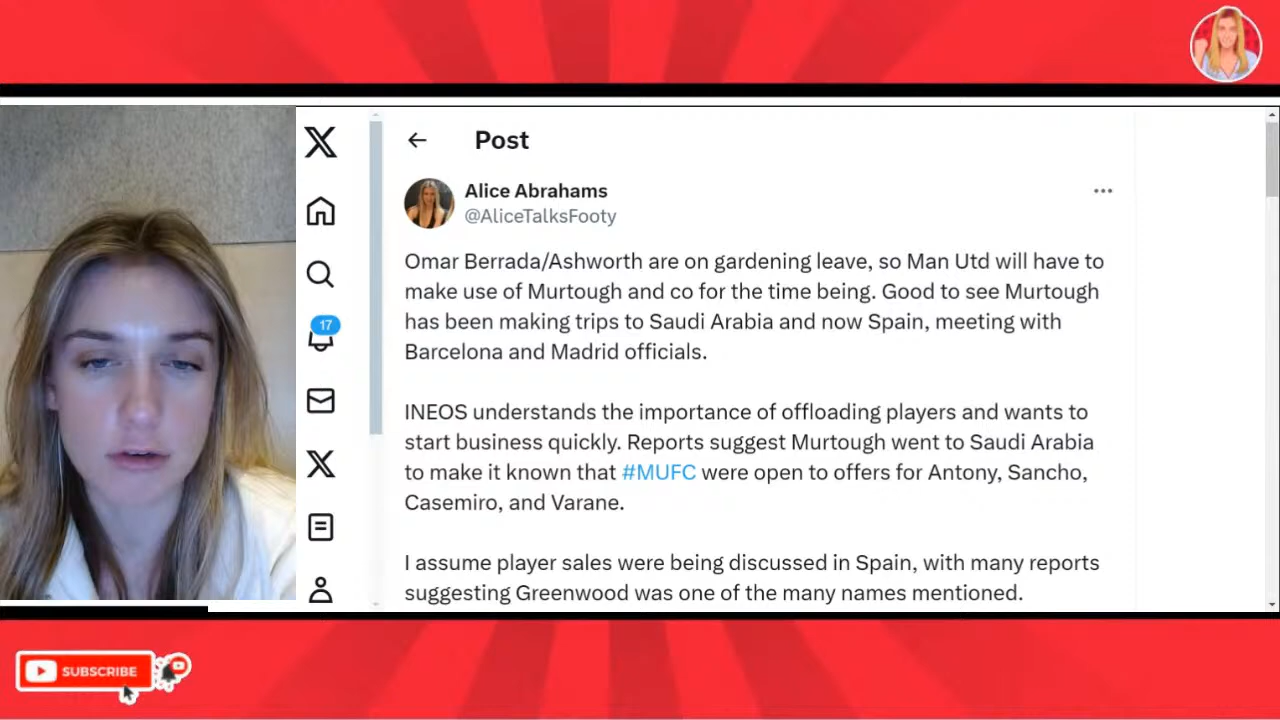 Post
Alice Abrahams
@AliceTalksFooty
Omar Berrada/Ashworth are on gardening leave, so Man Utd will have to
make use of Murtough and co for the time being. Good to see Murtough
has been making trips to Saudi Arabia and now Spain, meeting with
Barcelona and Madrid officials.
INEOS understands the importance of offloading players and wants to
start business quickly. Reports suggest Murtough went to Saudi Arabia
to make it known that #MUFC were open to offers for Antony, Sancho,
Casemiro, and Varane.
I assume player sales were being discussed in Spain, with many reports
suggesting Greenwood was one of the many names mentioned.
17
SUBSCRIBE